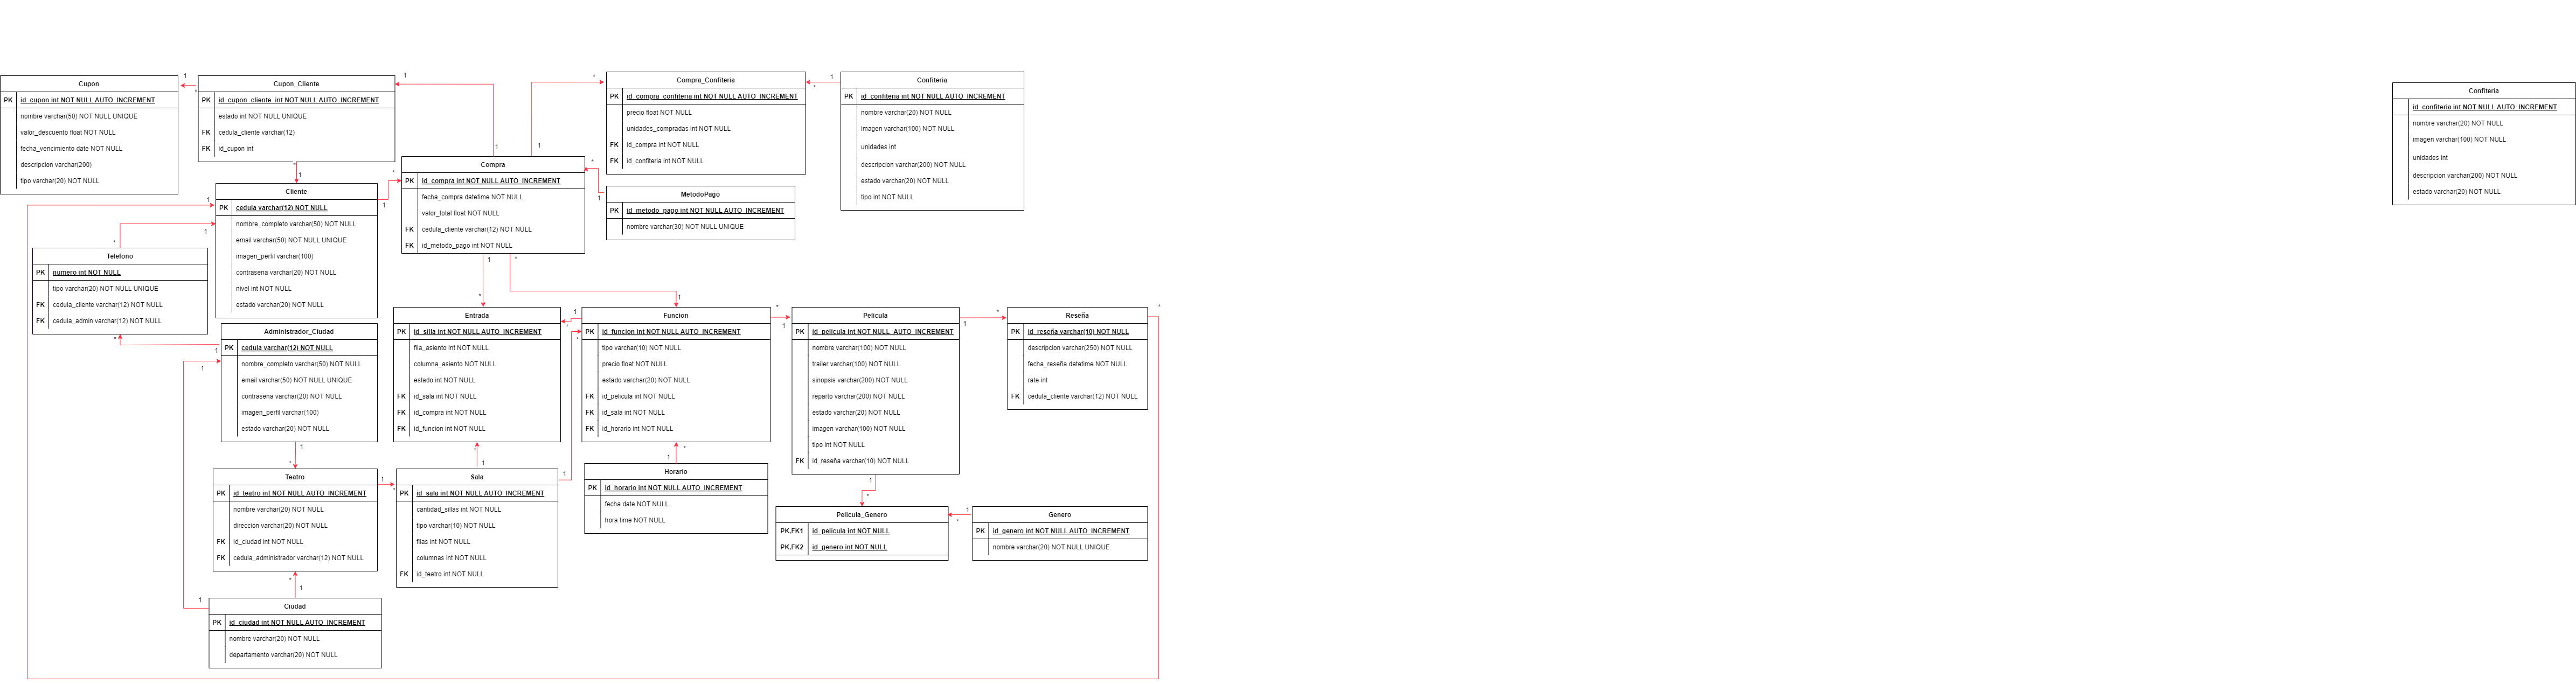 Cupon
PK id_cupon int NOT NULL AUTO_INCREMENT
nombre varchar(50) NOT NULL UNIQUE
valor_descuento float NOT NULL
fecha_vencimiento date NOT NULL
descripcion varchar(200)
tipo varchar(20) NOT NULL
1
*
Cupon_Cliente
PK id_cupon_cliente int NOT NULL AUTO_INCREMENT
estado int NOT NULL UNIQUE
FK cedula_cliente varchar(12)
FK id_cupon int
1
1
*
1
Compra_Confiteria
PK id_compra_confiteria int NOT NULL AUTO_INCREMENT
precio float NOT NULL
unidades_compradas int NOT NULL
FK id_compra int NOT NULL
FK id_confiteria int NOT NULL
*
1
1
*
Confiteria
PK id_confiteria int NOT NULL AUTO_INCREMENT
nombre varchar(20) NOT NULL
imagen varchar(100) NOT NULL
unidades int
descripcion varchar(200) NOT NULL
estado varchar(20) NOT NULL
tipo int NOT NULL
Confiteria
id_confiteria int NOT NULL AUTO_INCREMENT
nombre varchar(20) NOT NULL
imagen varchar(100) NOT NULL
unidades int
descripcion varchar(200) NOT NULL
estado varchar(20) NOT NULL
Compra
PK id_compra int NOT NULL AUTO_INCREMENT
fecha_compra datetime NOT NULL
valor_total float NOT NULL
FK cedula_cliente varchar(12) NOT NULL
FK id_metodo_pago int NOT NULL
*
1
*
1
MetodoPago
PK id_metodo_pago int NOT NULL AUTO_INCREMENT
nombre varchar(30) NOT NULL UNIQUE
Cliente
PK cedula varchar(12) NOT NULL
nombre_completo varchar(50) NOT NULL
email varchar(50) NOT NULL UNIQUE
imagen_perfil varchar(100)
contrasena varchar(20) NOT NULL
nivel int NOT NULL
estado varchar(20) NOT NULL
1
1
*
Telefono
PK numero int NOT NULL
tipo varchar(20) NOT NULL UNIQUE
FK cedula_cliente varchar(12) NOT NULL
FK cedula_admin varchar(12) NOT NULL
*
1
1
*
*
1
Administrador_Ciudad
PK cedula varchar(12) NOT NULL
nombre_completo varchar(50) NOT NULL
email varchar(50) NOT NULL UNIQUE
contrasena varchar(20) NOT NULL
imagen_perfil varchar(100)
estado varchar(20) NOT NULL
1
1
*
Entrada
PK id_silla int NOT NULL AUTO_INCREMENT
fila_asiento int NOT NULL
columna_asiento NOT NULL
estado int NOT NULL
FK id_sala int NOT NULL
FK id_compra int NOT NULL
FK id_funcion int NOT NULL
1
*
*
*
1
Funcion
PK id_funcion int NOT NULL AUTO_INCREMENT
tipo varchar(10) NOT NULL
precio float NOT NULL
estado varchar(20) NOT NULL
FK id_pelicula int NOT NULL
FK id_sala int NOT NULL
FK id_horario int NOT NULL
*
1
Pelicula
PK id_pelicula int NOT NULL AUTO_INCREMENT
nombre varchar(100) NOT NULL
trailer varchar(100) NOT NULL
sinopsis varchar(200) NOT NULL
reparto varchar(200) NOT NULL
estado varchar(20) NOT NULL
imagen varchar(100) NOT NULL
tipo int NOT NULL
FK id_reseña varchar(10) NOT NULL
1
*
*
Reseña
PK id_reseña varchar(10) NOT NULL
descripcion varchar(250) NOT NULL
fecha_reseña datetime NOT NULL
rate int
FK cedula_cliente varchar(12) NOT NULL
Teatro
PK id_teatro int NOT NULL AUTO_INCREMENT
nombre varchar(20) NOT NULL
direccion varchar(20) NOT NULL
FK id_ciudad int NOT NULL
FK cedula_administrador varchar(12) NOT NULL
1
*
Sala
PK id_sala int NOT NULL AUTO_INCREMENT
cantidad_sillas int NOT NULL
tipo varchar(10) NOT NULL
filas int NOT NULL
columnas int NOT NULL
FK id_teatro int NOT NULL
1
1
*
1
Horario
PK id_horario int NOT NULL AUTO_INCREMENT
fecha date NOT NULL
hora time NOT NULL
1
*
Pelicula_Genero
PK,FK1 id_pelicula int NOT NULL
PK,FK2 id_genero int NOT NULL
1
*
Genero
PK id_genero int NOT NULL AUTO_INCREMENT
nombre varchar(20) NOT NULL UNIQUE
*
1
1
Ciudad
PK id_ciudad int NOT NULL AUTO_INCREMENT
nombre varchar(20) NOT NULL
departamento varchar(20) NOT NULL